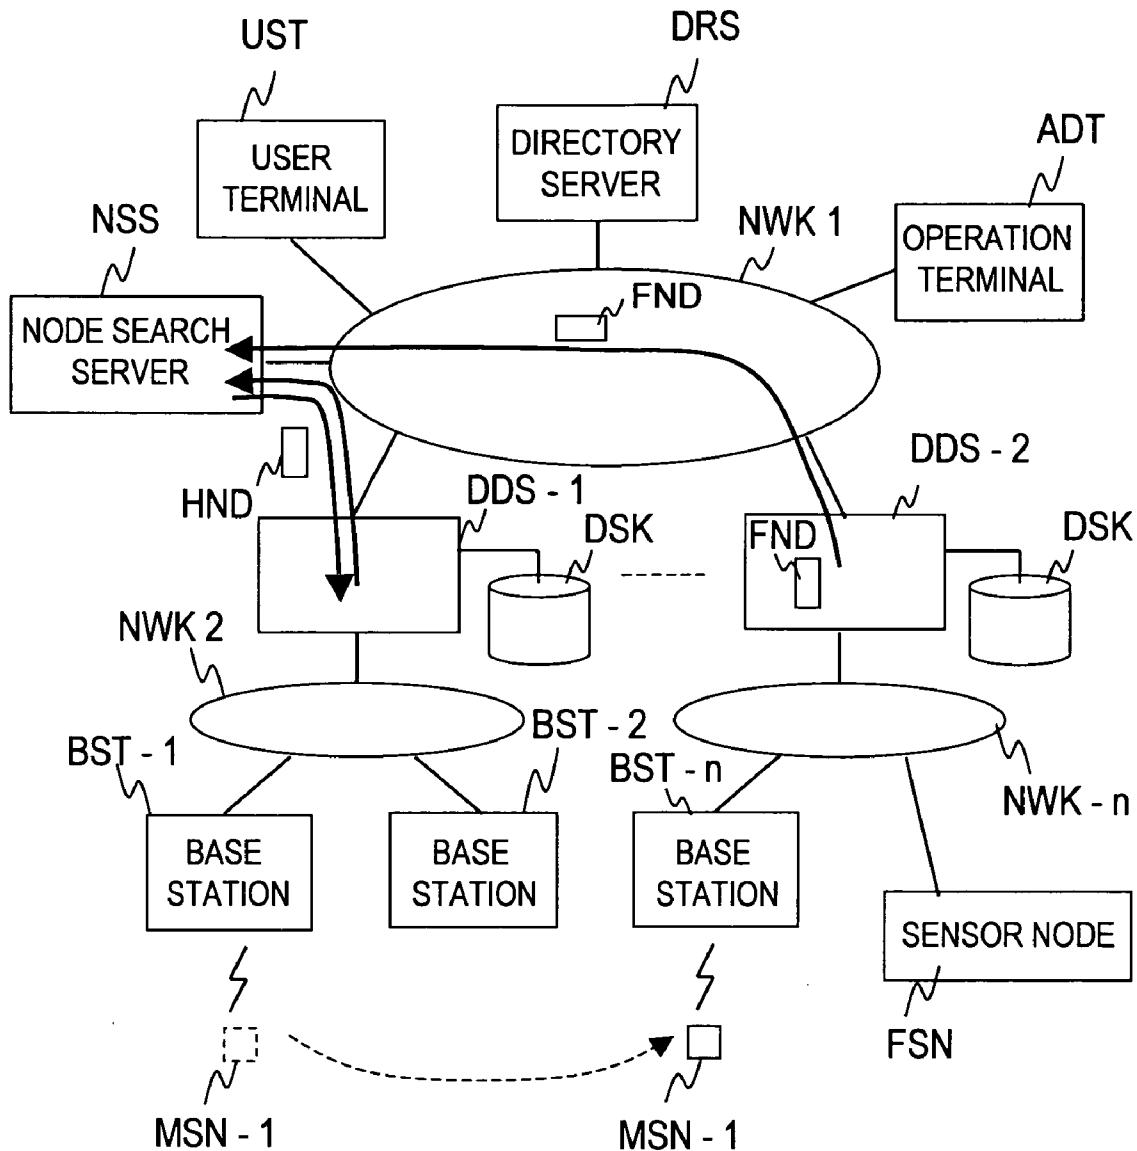 UST
DRS
ADT
USER
TERMINAL
DIRECTORY
SERVER
NSS
NWK 1
OPERATION
TERMINAL
FND
NODE SEARCH
SERVER
HND
DDS - 1
DDS - 2
DSK
FND
DSK
NWK 2
BST - 1
BST - 2
BST - n
NWK - n
BASE
STATION
BASE
STATION
BASE
STATION
SENSOR NODE
FSN
MSN - 1
MSN - 1